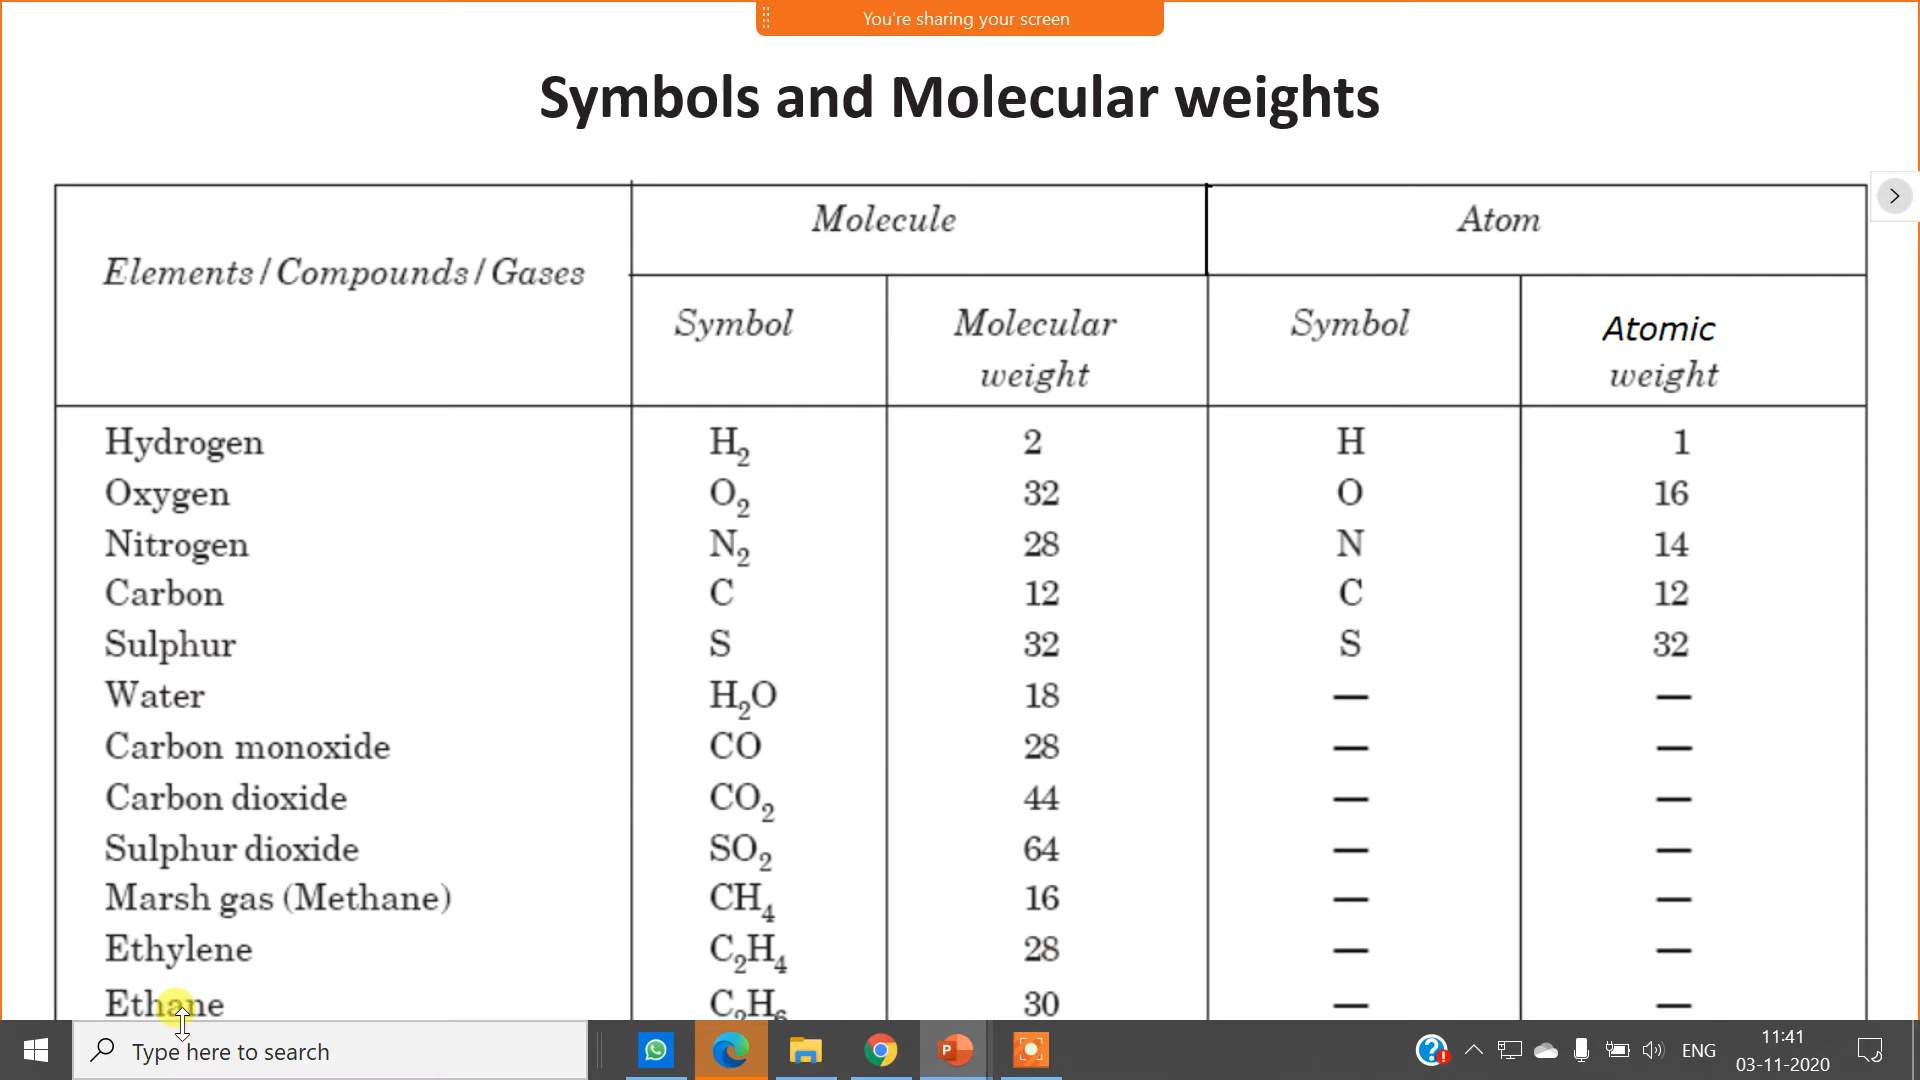 You're sharing your screen
Symbols and Molecular weights
Elements / Compounds / Gases Molecule Atom
Symbol Molecular weight Symbol Atomic weight
Hydrogen H₂ 2 H 1
Oxygen O₂ 32 O 16
Nitrogen N₂ 28 N 14
Carbon C 12 C 12
Sulphur S 32 S 32
Water H₂O 18 — —
Carbon monoxide CO 28 — —
Carbon dioxide CO₂ 44 — —
Sulphur dioxide SO₂ 64 — —
Marsh gas (Methane) CH₄ 16 — —
Ethylene C₂H₄ 28 — —
Ethane C₂H₆ 30 — —
Type here to search
ENG
11:41
03-11-2020